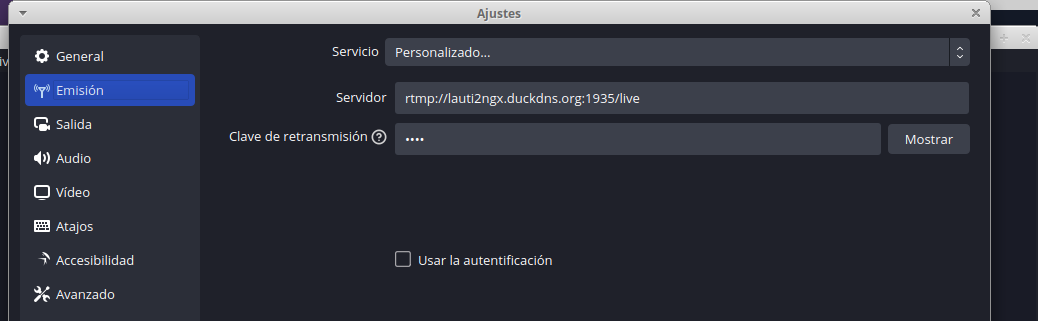 Ajustes
General
Emisión
Salida
Audio
Vídeo
Atajos
Accesibilidad
Avanzado
Servicio Personalizado...
Servidor rtmp://lauti2ngx.duckdns.org:1935/live
Clave de retransmisión ? •••• Mostrar
Usar la autentificación